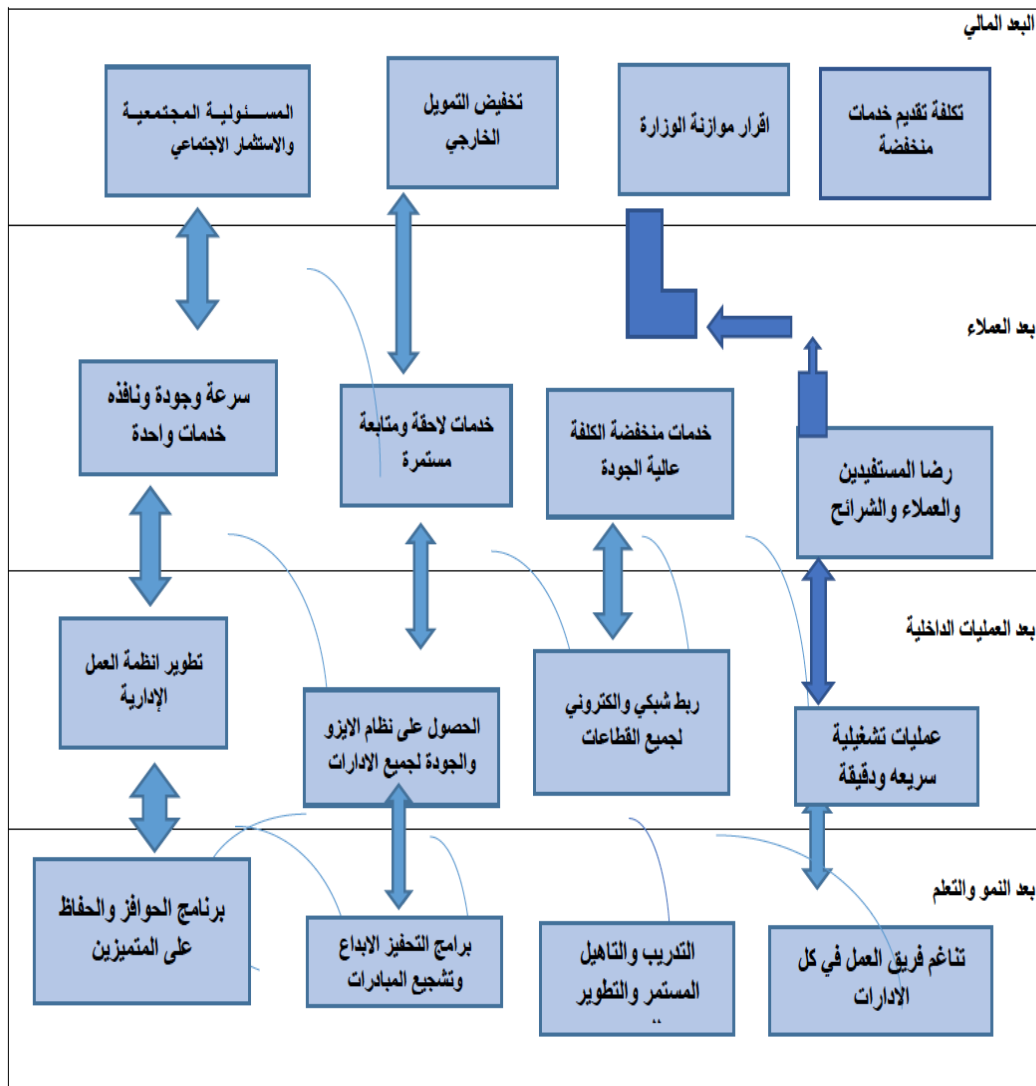 البعد المالي
تكلفة تقديم خدمات
منخفضة
اقرار موازنة الوزارة
تخفيض التمويل
الخارجي
المسئولية المجتمعية
والاستثمار الاجتماعي
بعد العملاء
رضا المستفيدين
والعملاء والشرائح
خدمات منخفضة الكلفة
عالية الجودة
خدمات لاحقة ومتابعة
مستمرة
سرعة وجودة ونافذه
خدمات واحدة
بعد العمليات الداخلية
عمليات تشغيلية
سريعه ودقيقة
ربط شبكي والكتروني
لجميع القطاعات
الحصول على نظام الايزو
والجودة لجميع الادارات
تطوير انظمة العمل
الإدارية
بعد النمو والتعلم
تناغم فريق العمل في كل
الادارات
التدريب والتاهيل
المستمر والتطوير
برامج التحفيز الابداع
وتشجيع المبادرات
برنامج الحوافز والحفاظ
على المتميزين